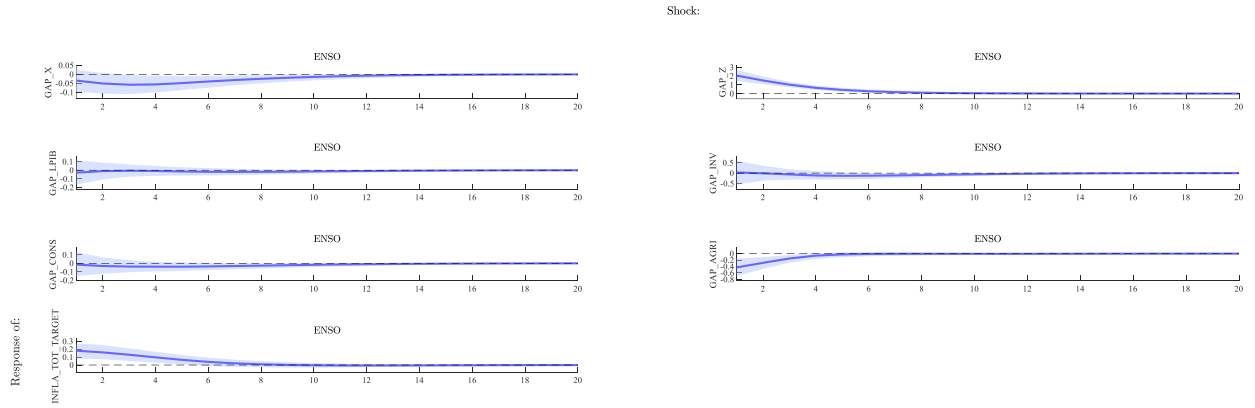 Shock:
ENSO
GAP_X
0.05
0
-0.05
-0.1
2 4 6 8 10 12 14 16 18 20
ENSO
GAP_Z
3
2
1
0
2 4 6 8 10 12 14 16 18 20
ENSO
GAP_LPIB
0.1
0
-0.1
-0.2
2 4 6 8 10 12 14 16 18 20
ENSO
GAP_INV
0.5
0
-0.5
2 4 6 8 10 12 14 16 18 20
ENSO
GAP_CONS
0.1
0
-0.1
-0.2
2 4 6 8 10 12 14 16 18 20
ENSO
GAP_AGRI
0
-0.2
-0.4
-0.6
-0.8
2 4 6 8 10 12 14 16 18 20
Response of:
ENSO
INFLA_TOT_TARGET
0.3
0.2
0.1
0
2 4 6 8 10 12 14 16 18 20